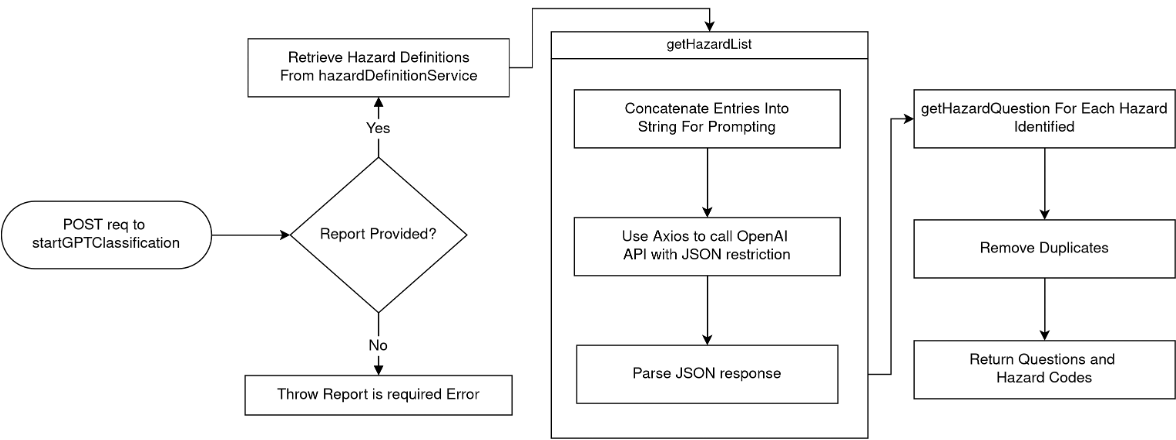 POST req to
startGPTClassification
Report Provided?
Yes
Retrieve Hazard Definitions
From hazardDefinitionService
No
Throw Report is required Error
getHazardList
Concatenate Entries Into
String For Prompting
Use Axios to call OpenAI
API with JSON restriction
Parse JSON response
getHazardQuestion For Each Hazard
Identified
Remove Duplicates
Return Questions and
Hazard Codes